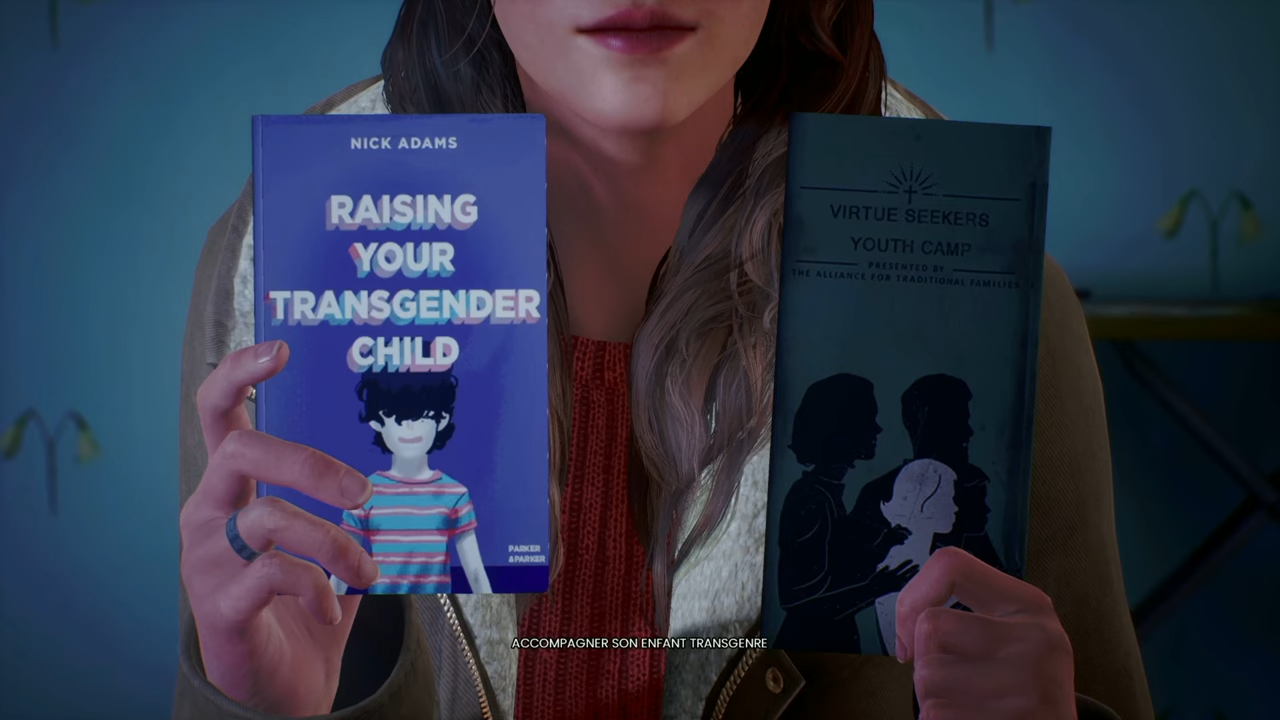 NICK ADAMS
RAISING
YOUR
TRANSGENDER
CHILD
PARKER
&PARKER
VIRTUE SEEKERS
YOUTH CAMP
PRESENTED BY
THE ALLIANCE FOR TRADITIONAL FAMILIES
ACCOMPAGNER SON ENFANT TRANSGENRE